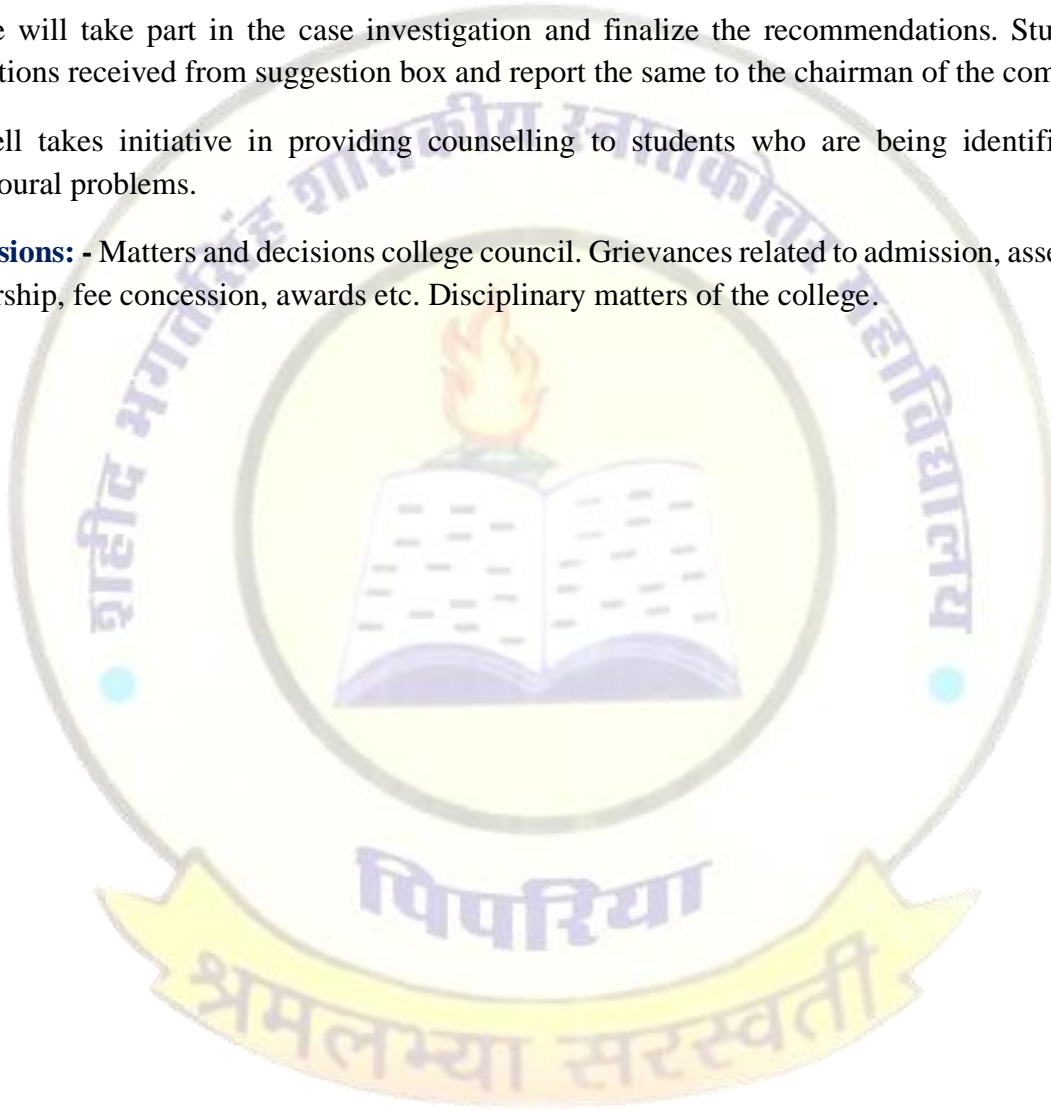 e will take part in the case investigation and finalize the recommendations. Stu
tions received from suggestion box and report the same to the chairman of the com
ell takes initiative in providing counselling to students who are being identifi
oural problems.
sions: - Matters and decisions college council. Grievances related to admission, asse
rship, fee concession, awards etc. Disciplinary matters of the college.
शहीद भगतसिंह शासकीय स्नातकोत्तर महाविद्यालय
पिपरिया
श्रमलभ्या सरस्वती